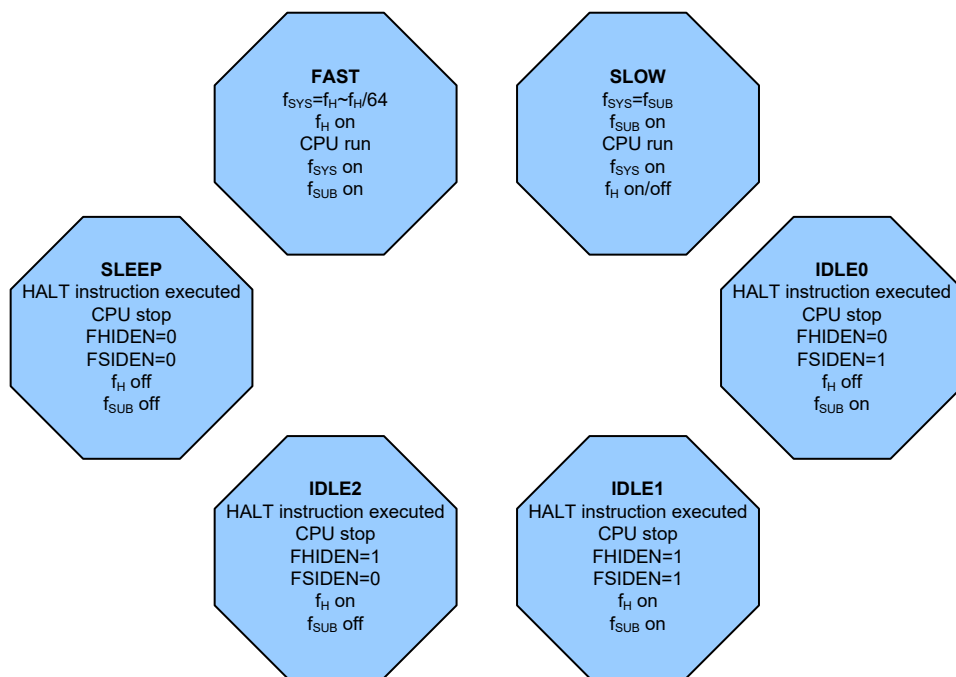 FAST
fSYS=fH~fH/64
fH on
CPU run
fSYS on
fSUB on
SLOW
fSYS=fSUB
fSUB on
CPU run
fSYS on
fH on/off
SLEEP
HALT instruction executed
CPU stop
FHIDEN=0
FSIDEN=0
fH off
fSUB off
IDLE0
HALT instruction executed
CPU stop
FHIDEN=0
FSIDEN=1
fH off
fSUB on
IDLE2
HALT instruction executed
CPU stop
FHIDEN=1
FSIDEN=0
fH on
fSUB off
IDLE1
HALT instruction executed
CPU stop
FHIDEN=1
FSIDEN=1
fH on
fSUB on